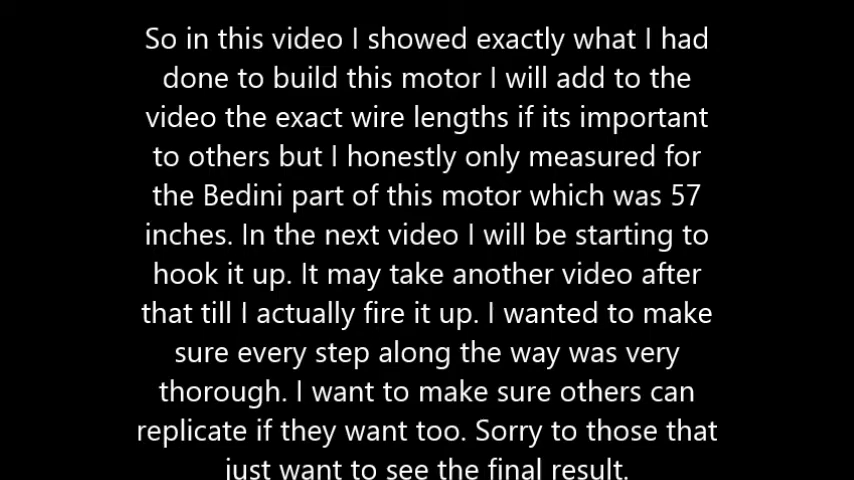 So in this video I showed exactly what I had
done to build this motor I will add to the
video the exact wire lengths if its important
to others but I honestly only measured for
the Bedini part of this motor which was 57
inches. In the next video I will be starting to
hook it up. It may take another video after
that till I actually fire it up. I wanted to make
sure every step along the way was very
thorough. I want to make sure others can
replicate if they want too. Sorry to those that
just want to see the final result.